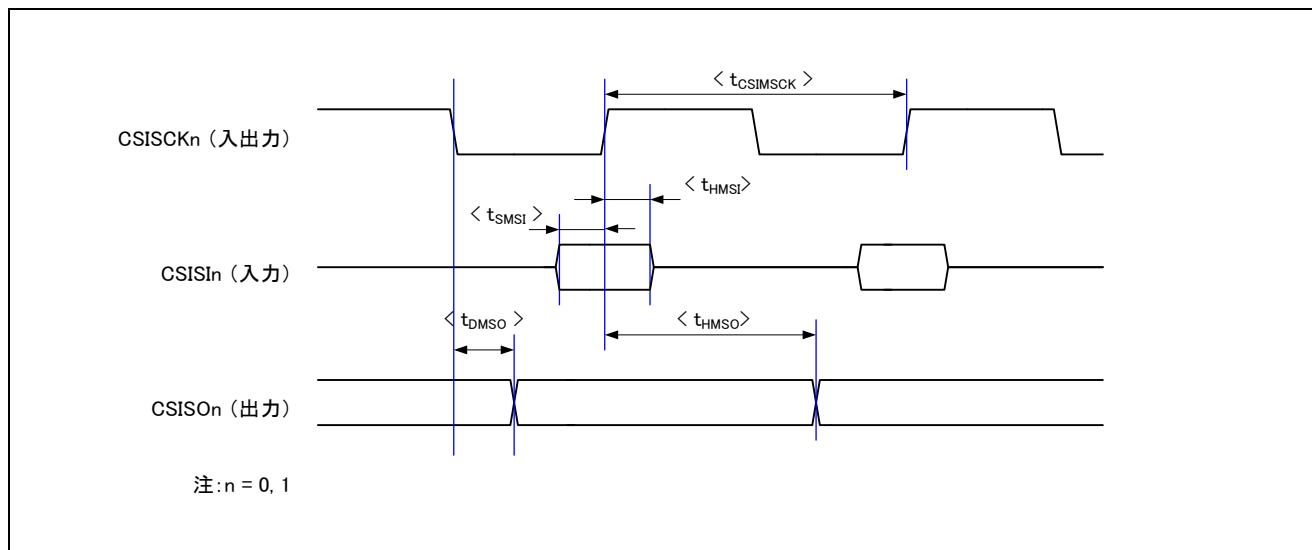 < tCSIMSCK >
CSISCKn (入出力)
< tHMSI>
< tSMSI >
CSISIn (入力)
< tDMSO >
< tHMSO>
CSISOn (出力)
注:n = 0, 1